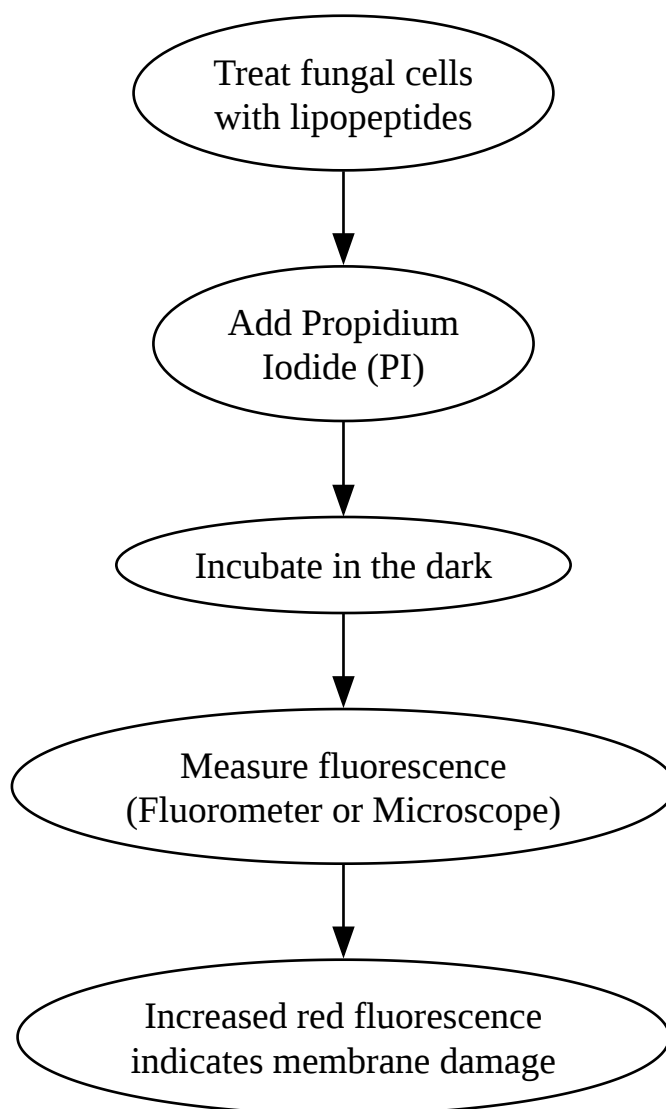 Treat fungal cells
with lipopeptides
Add Propidium
Iodide (PI)
Incubate in the dark
Measure fluorescence
(Fluorometer or Microscope)
Increased red fluorescence
indicates membrane damage